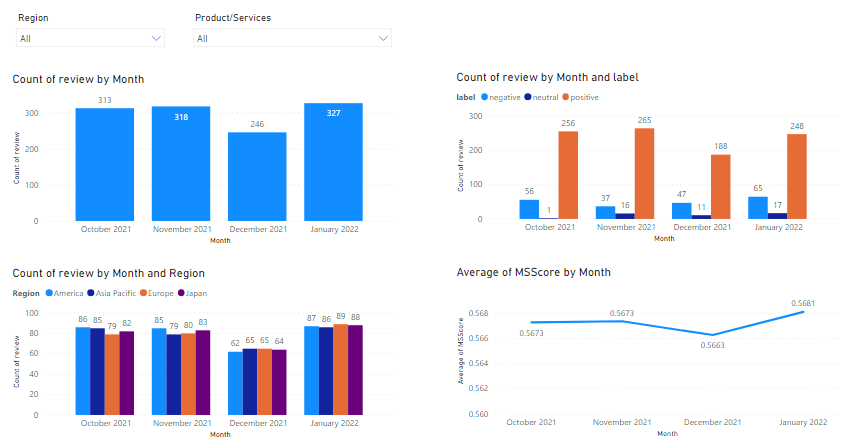 Region
Product/Services
All
All
Count of review by Month
313
318
246
327
300
200
100
0
Count of review
October 2021
November 2021
December 2021
January 2022
Month
Count of review by Month and label
label negative neutral positive
300
200
100
0
Count of review
56
1
256
37
16
265
47
11
188
65
17
248
October 2021
November 2021
December 2021
January 2022
Month
Count of review by Month and Region
Region America Asia Pacific Europe Japan
100
80
60
40
20
0
Count of review
86
85
79
82
85
79
80
83
62
65
65
64
87
86
89
88
October 2021
November 2021
December 2021
January 2022
Month
Average of MSScore by Month
0.568
0.566
0.564
0.562
0.560
Average of MSScore
0.5673
0.5673
0.5663
0.5681
October 2021
November 2021
December 2021
January 2022
Month